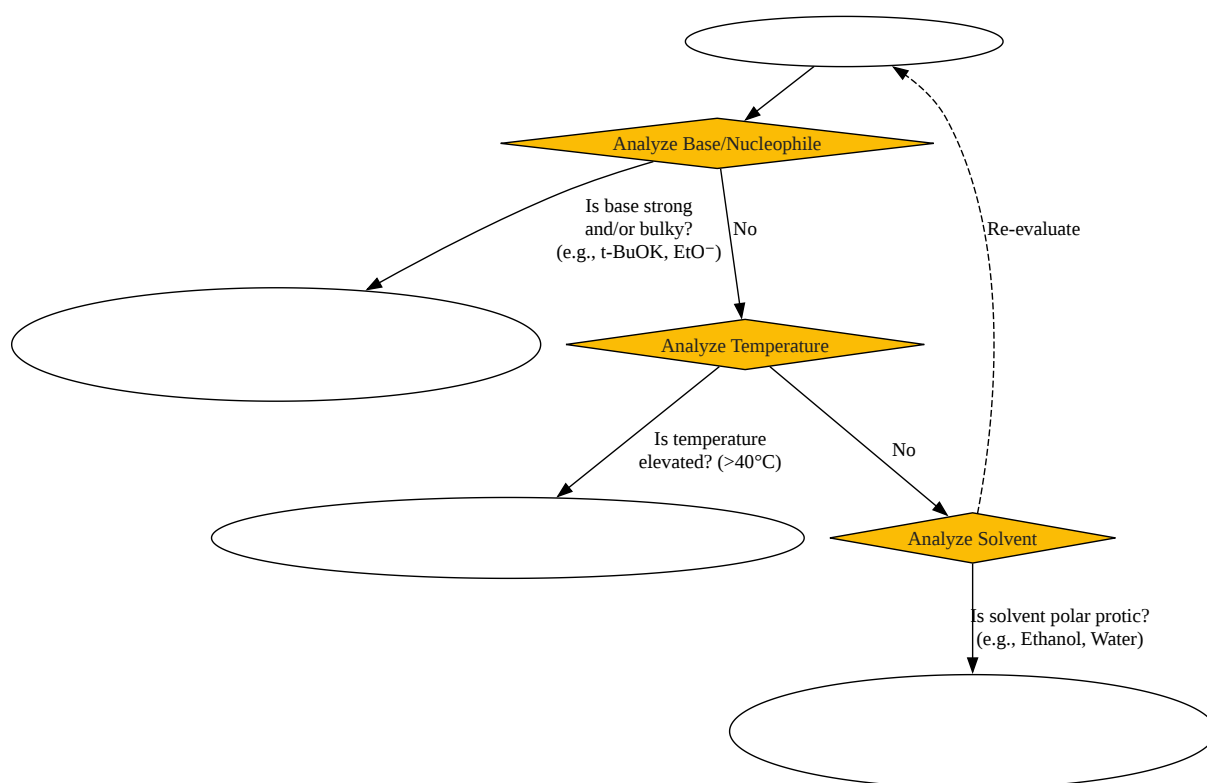 Analyze Base/Nucleophile
Is base strong
and/or bulky?
(e.g., t-BuOK, EtO⁻)
No
Re-evaluate
Analyze Temperature
Is temperature
elevated? (>40°C)
No
Analyze Solvent
Is solvent polar protic?
(e.g., Ethanol, Water)